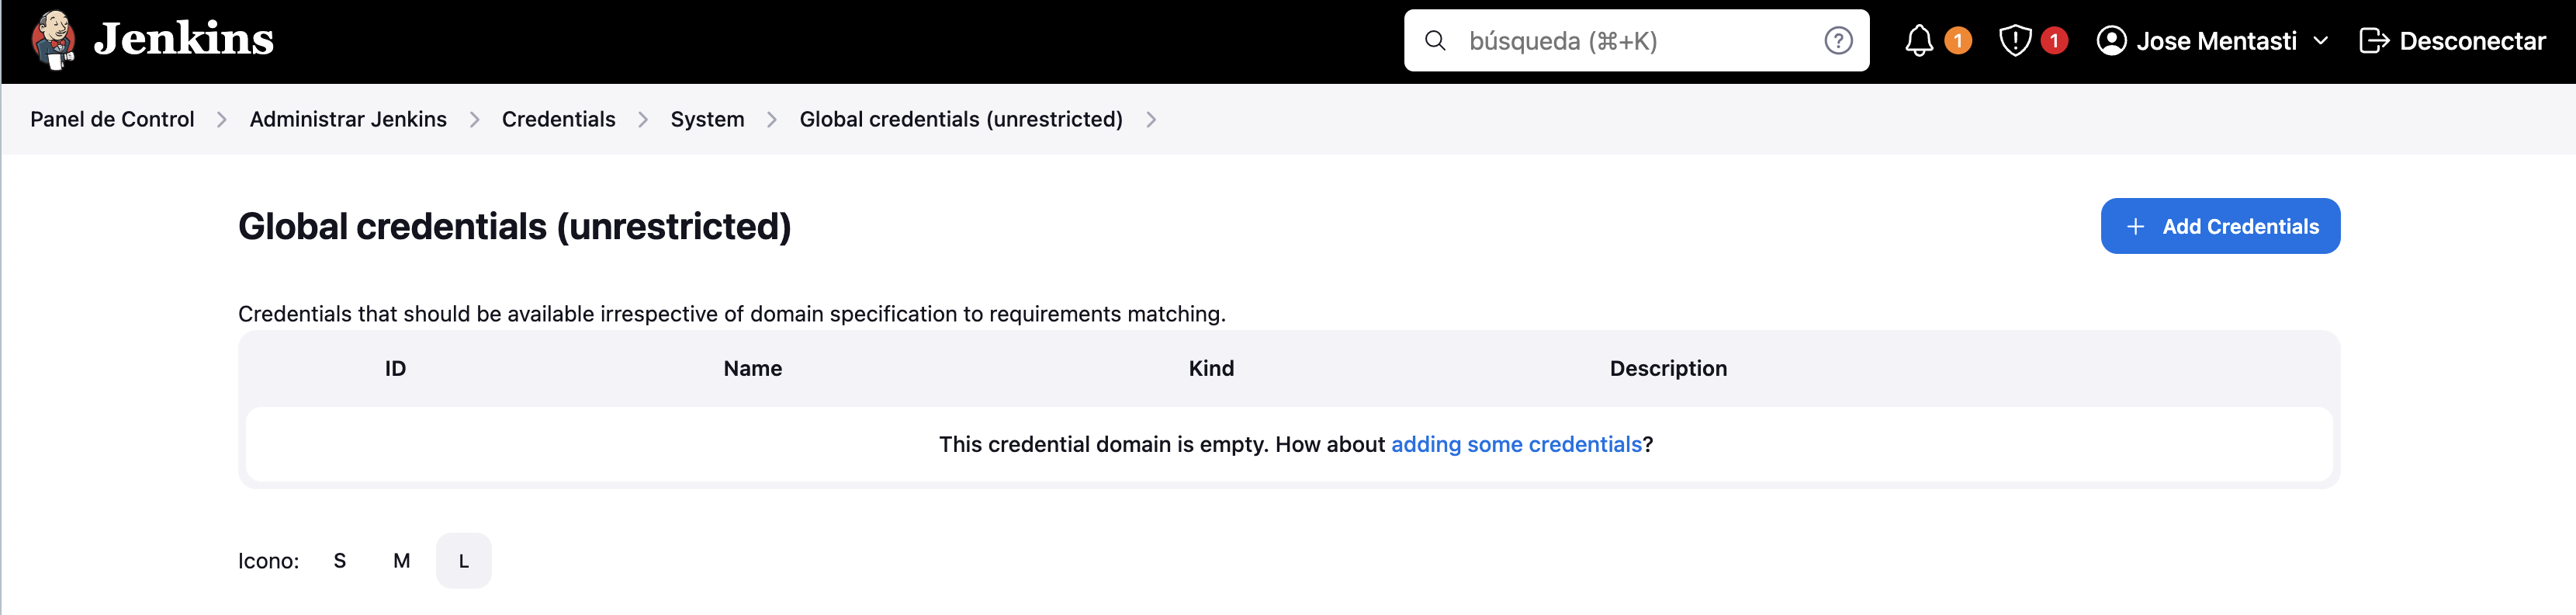 Jenkins
búsqueda (⌘+K)
?
1
1
Jose Mentasti
Desconectar
Panel de Control > Administrar Jenkins > Credentials > System > Global credentials (unrestricted) >
Global credentials (unrestricted)
+ Add Credentials
Credentials that should be available irrespective of domain specification to requirements matching.
ID Name Kind Description
This credential domain is empty. How about adding some credentials?
Icono: S M L